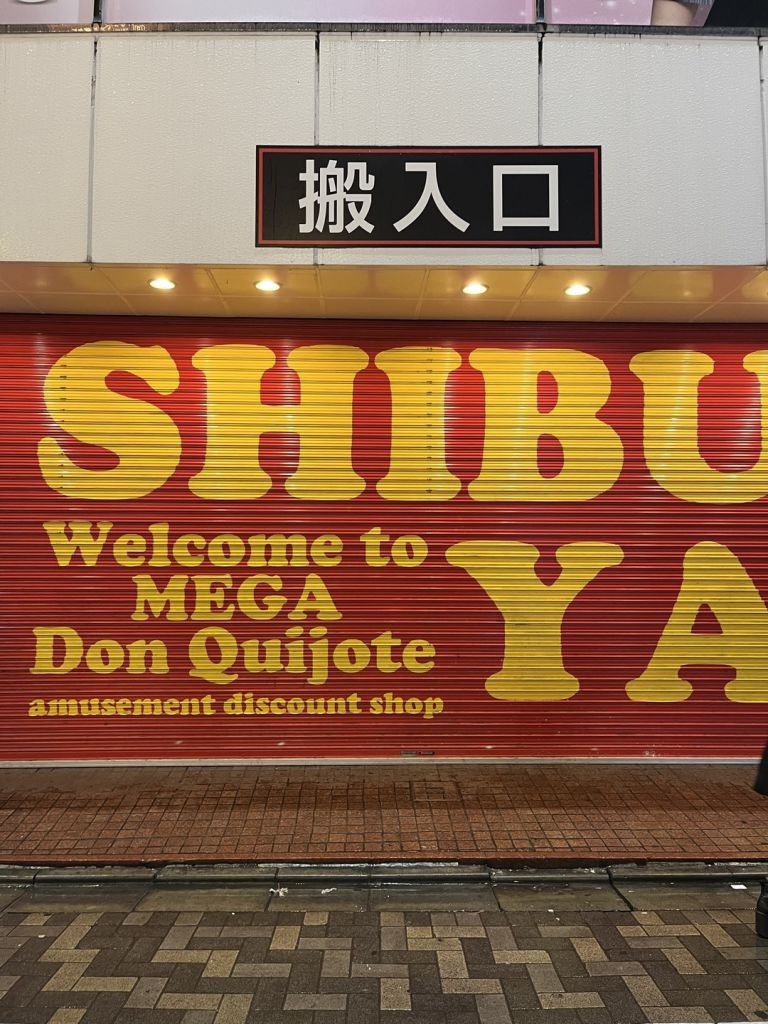 搬入口
SHIBU
Welcome to
MEGA
Don Quijote
amusement discount shop
YA